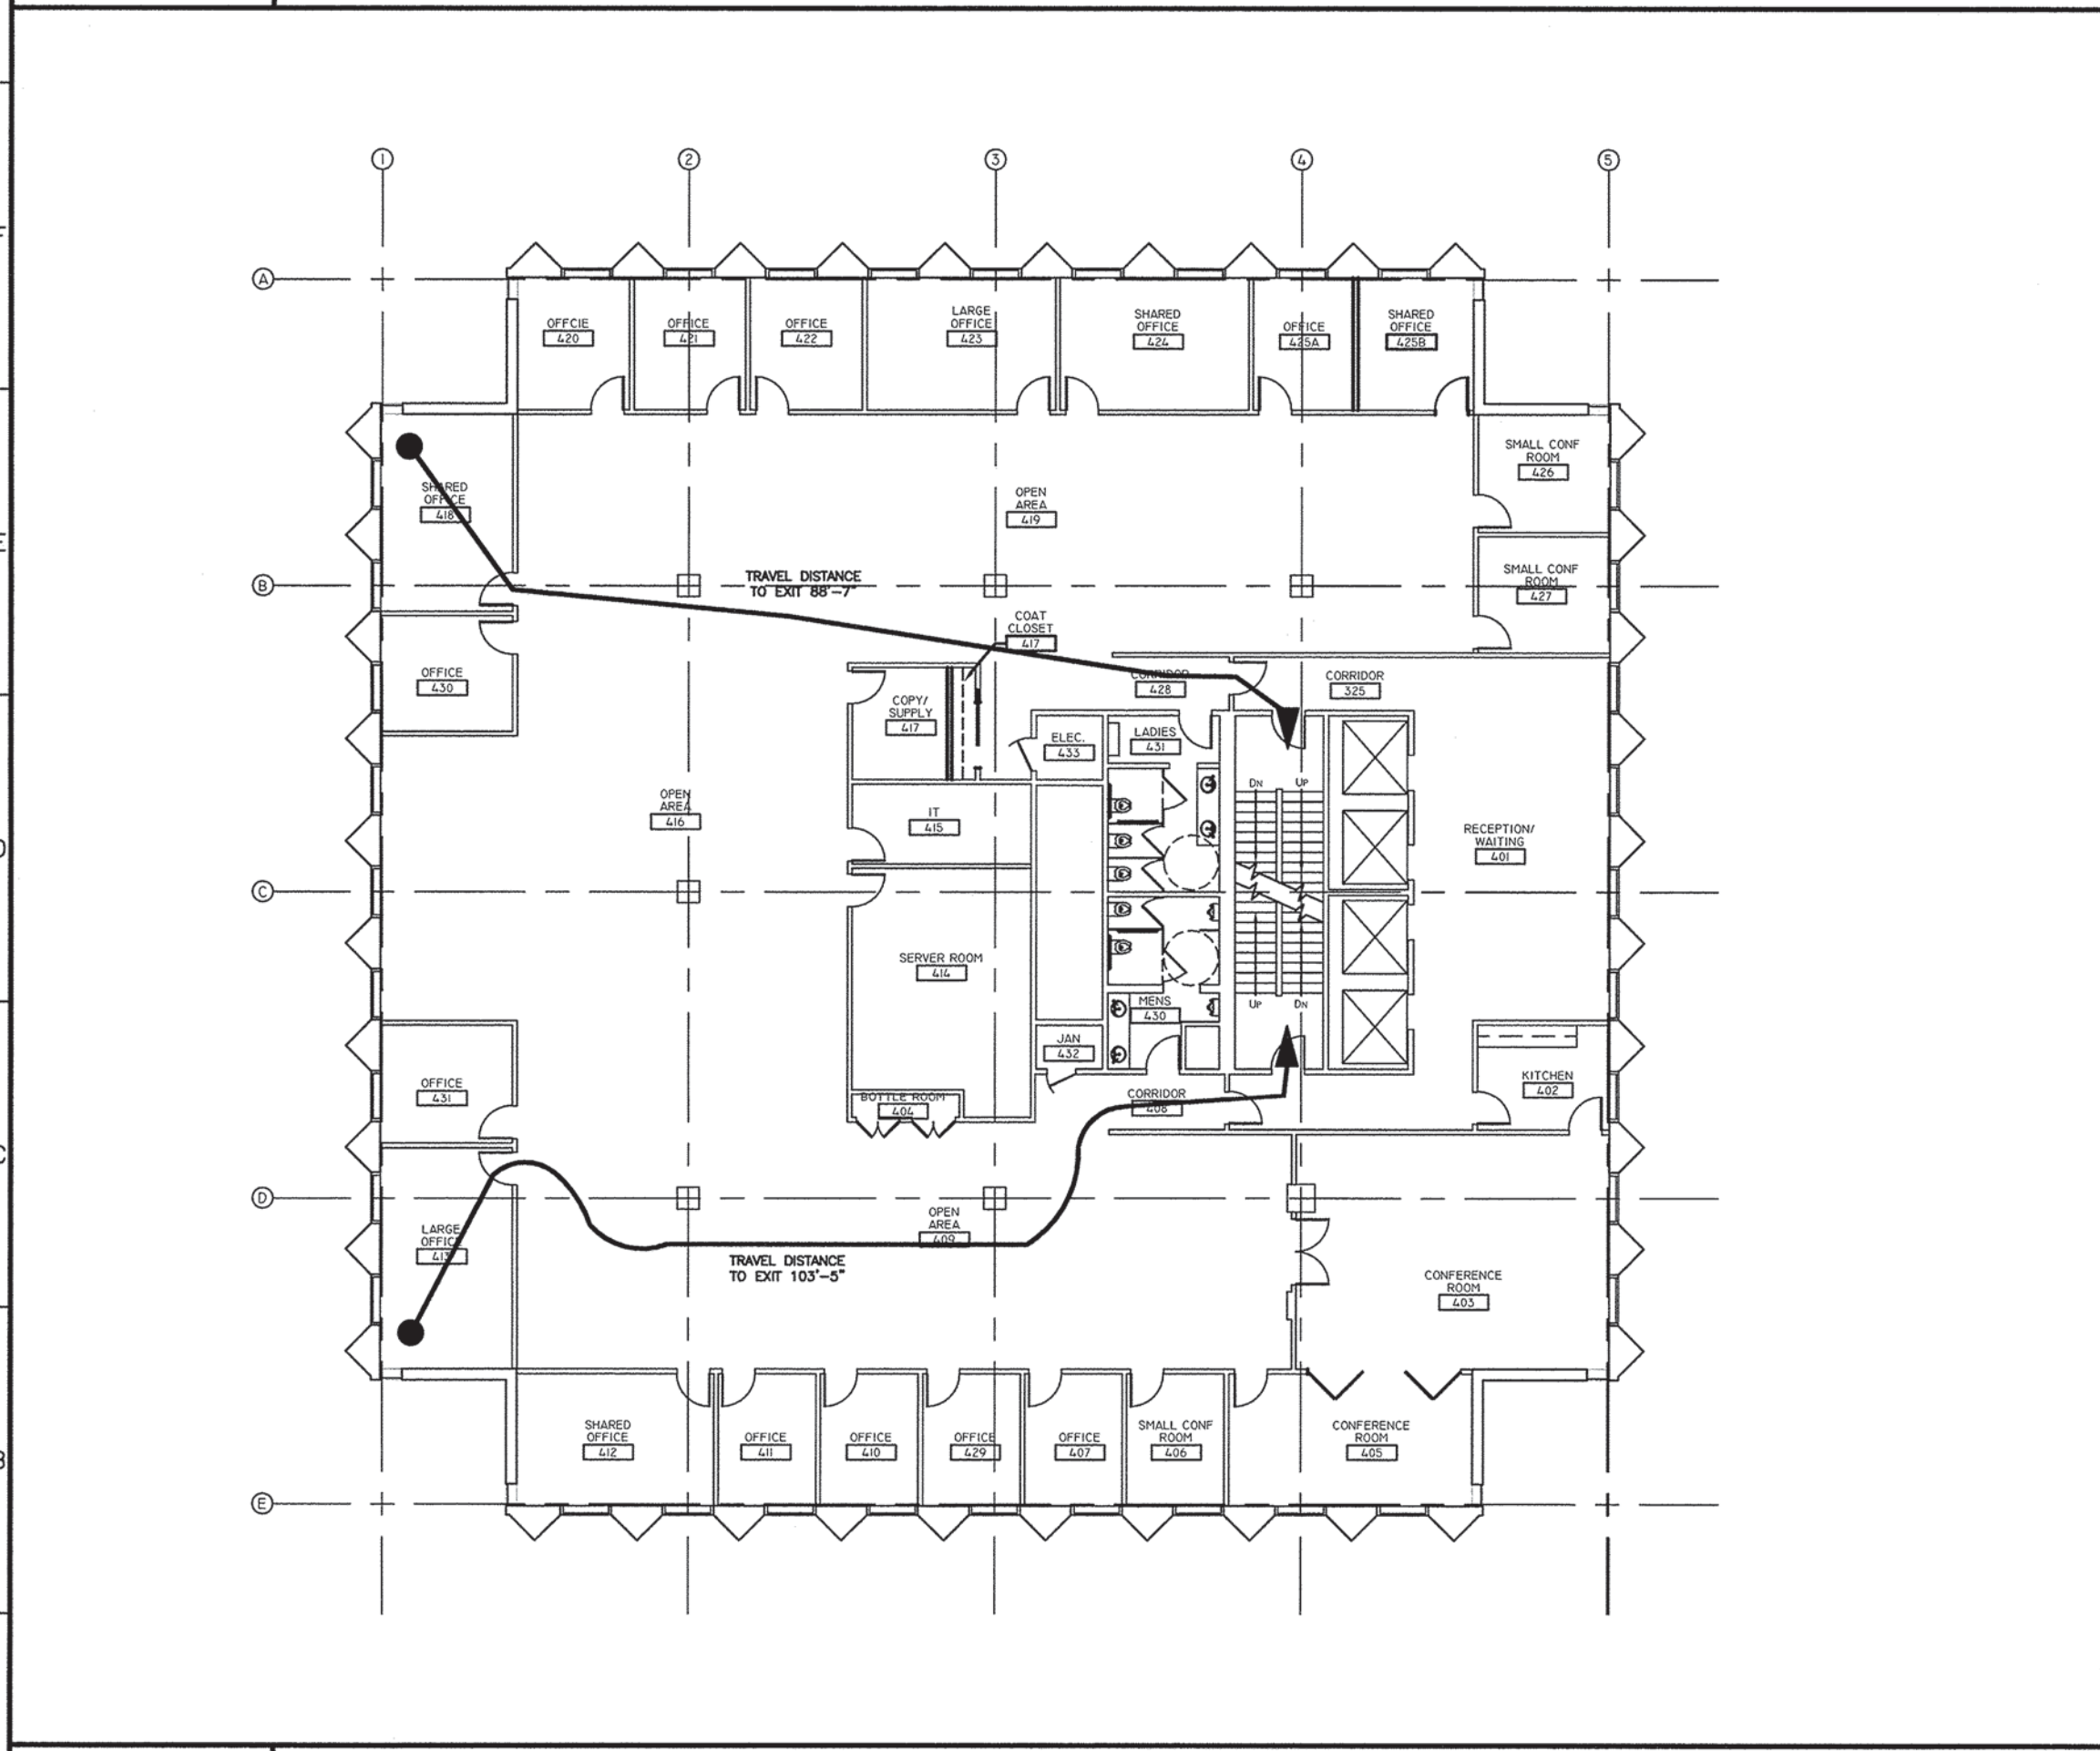 1
2
3
4
5
A
OFFCIE
420
OFFICE
421
OFFICE
422
LARGE
OFFICE
423
SHARED
OFFICE
424
OFFICE
425A
SHARED
OFFICE
425B
SHARED
OFFICE
418
OPEN
AREA
419
SMALL CONF
ROOM
426
B
TRAVEL DISTANCE
TO EXIT 88'-7"
SMALL CONF
ROOM
427
COAT
CLOSET
417
OFFICE
430
CORRIDOR
428
CORRIDOR
325
COPY/
SUPPLY
417
ELEC.
433
LADIES
431
DN
UP
OPEN
AREA
416
IT
415
RECEPTION/
WAITING
401
C
SERVER ROOM
414
MENS
430
UP
DN
JAN
432
OFFICE
431
BOTTLE ROOM
404
CORRIDOR
408
KITCHEN
402
D
LARGE
OFFICE
413
OPEN
AREA
409
TRAVEL DISTANCE
TO EXIT 103'-5"
CONFERENCE
ROOM
403
SHARED
OFFICE
412
OFFICE
411
OFFICE
410
OFFICE
429
OFFICE
407
SMALL CONF
ROOM
406
CONFERENCE
ROOM
405
E